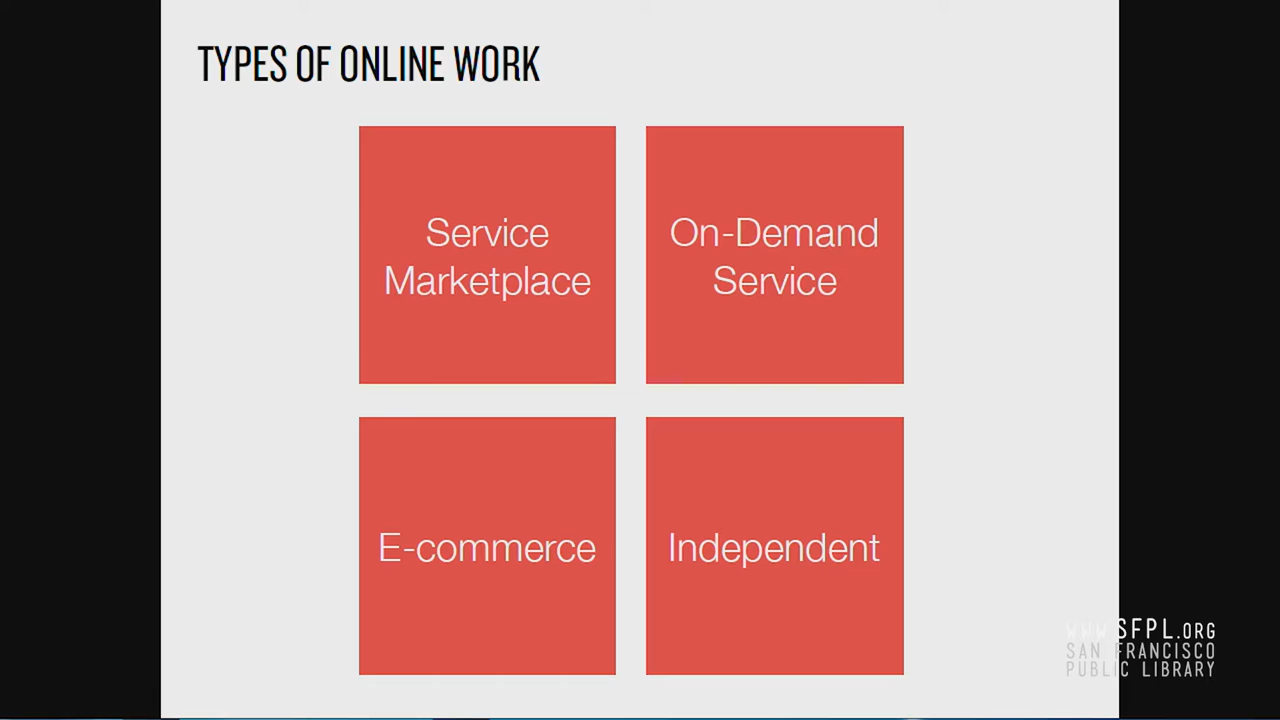 TYPES OF ONLINE WORK
Service
Marketplace
On-Demand
Service
E-commerce
Independent
WWW.SFPL.ORG
SAN FRANCISCO
PUBLIC LIBRARY